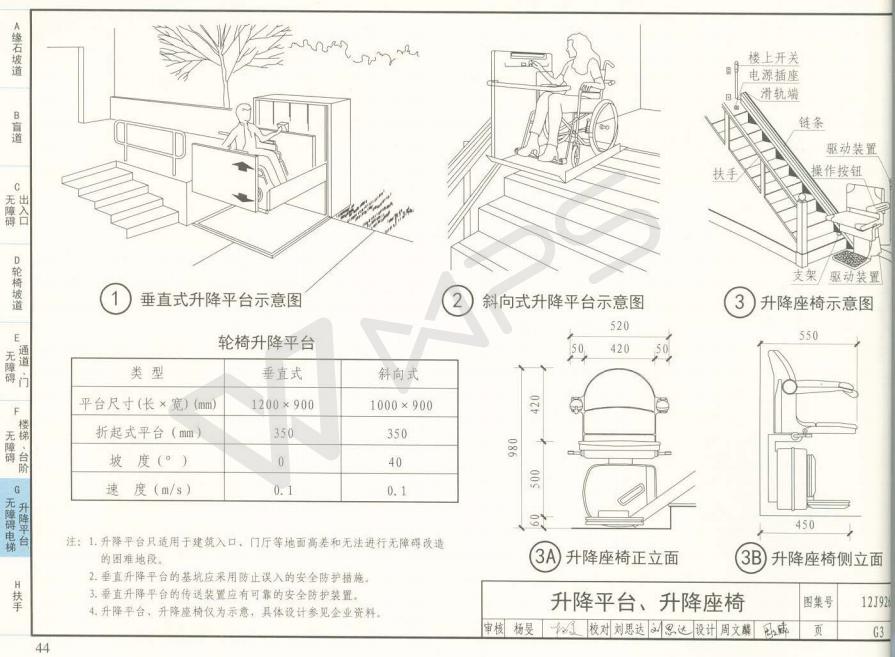 A 缘石坡道
B 盲道
C 无障碍出入口
D 轮椅坡道
E 无障碍通道、门
F 无障碍楼梯、台阶
G 无障碍电梯升降平台
H 扶手
楼上开关
电源插座
滑轨端
链条
驱动装置
扶手
操作按钮
支架
驱动装置
1 垂直式升降平台示意图
2 斜向式升降平台示意图
3 升降座椅示意图
轮椅升降平台
类 型 垂直式 斜向式
平台尺寸(长×宽)(mm) 1200×900 1000×900
折起式平台(mm) 350 350
坡 度(°) 0 40
速 度(m/s) 0.1 0.1
520
50 420 50
980
420
500
60
550
450
3A 升降座椅正立面
3B 升降座椅侧立面
注: 1.升降平台只适用于建筑入口、门厅等地面高差和无法进行无障碍改造
的困难地段。
2.垂直升降平台的基坑应采用防止误入的安全防护措施。
3.垂直升降平台的传送装置应有可靠的安全防护装置。
4.升降平台、升降座椅仅为示意,具体设计参见企业资料。
升降平台、升降座椅
图集号 12J926
审核 杨旻 校对 刘思达 刘思达 设计 周文麟 页 G3
44
WPS